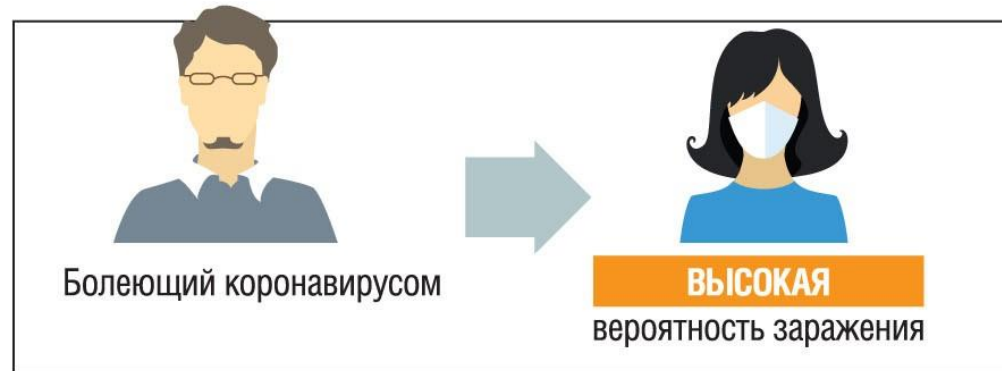 Болеющий коронавирусом
ВЫСОКАЯ
вероятность заражения